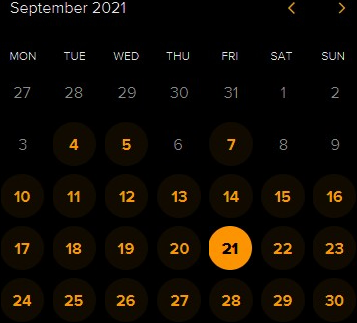 September 2021
MON TUE WED THU FRI SAT SUN
27 28 29 30 31 1 2
3 4 5 6 7 8 9
10 11 12 13 14 15 16
17 18 19 20 21 22 23
24 25 26 27 28 29 30